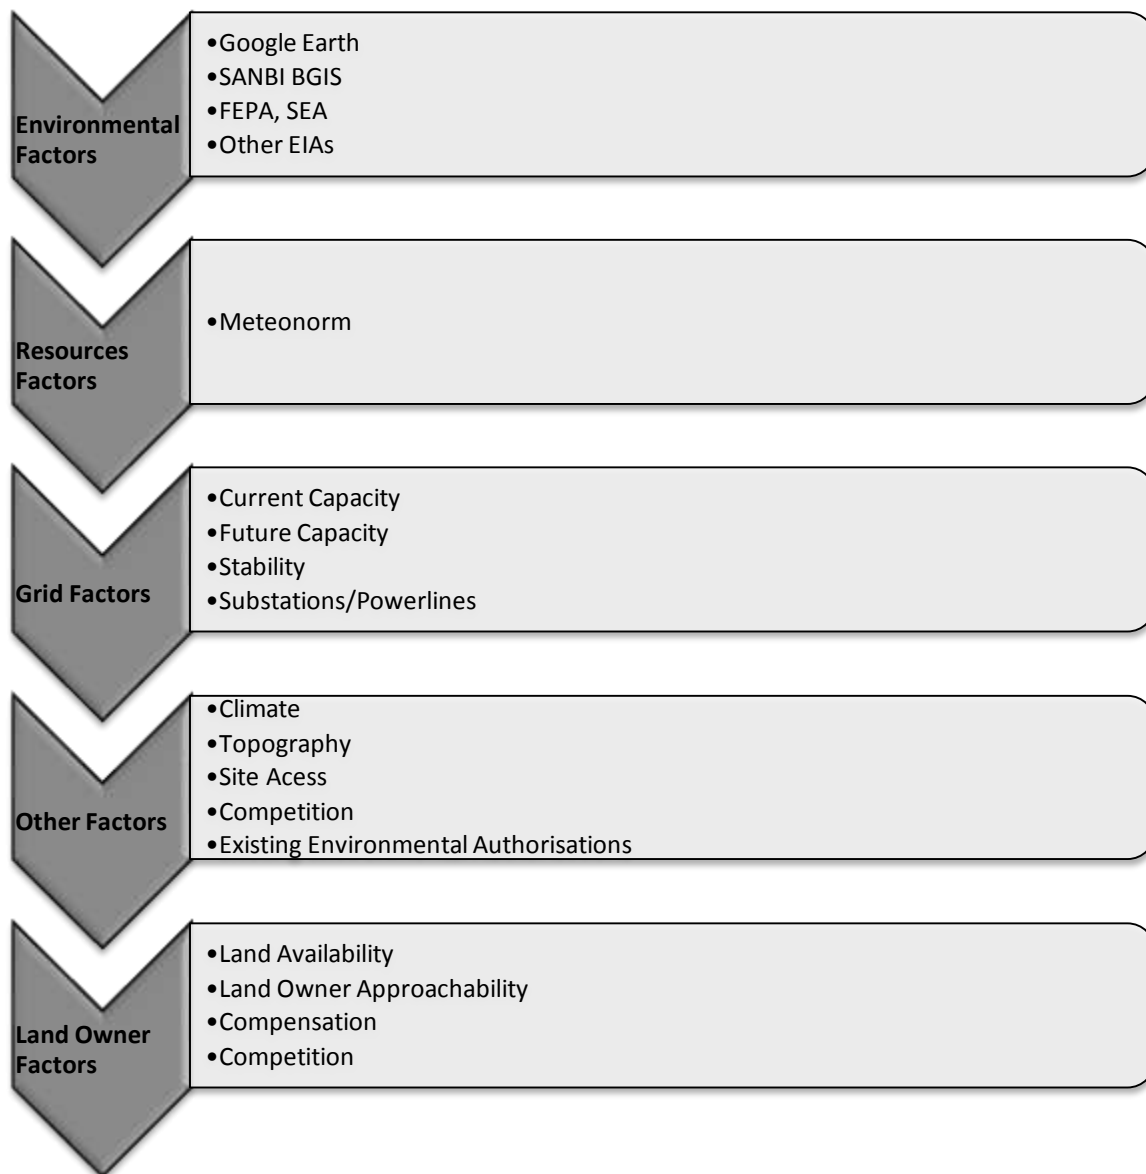 Environmental
Factors
•Google Earth
•SANBI BGIS
•FEPA, SEA
•Other EIAs
Resources
Factors
•Meteonorm
Grid Factors
•Current Capacity
•Future Capacity
•Stability
•Substations/Powerlines
Other Factors
•Climate
•Topography
•Site Acess
•Competition
•Existing Environmental Authorisations
Land Owner
Factors
•Land Availability
•Land Owner Approachability
•Compensation
•Competition